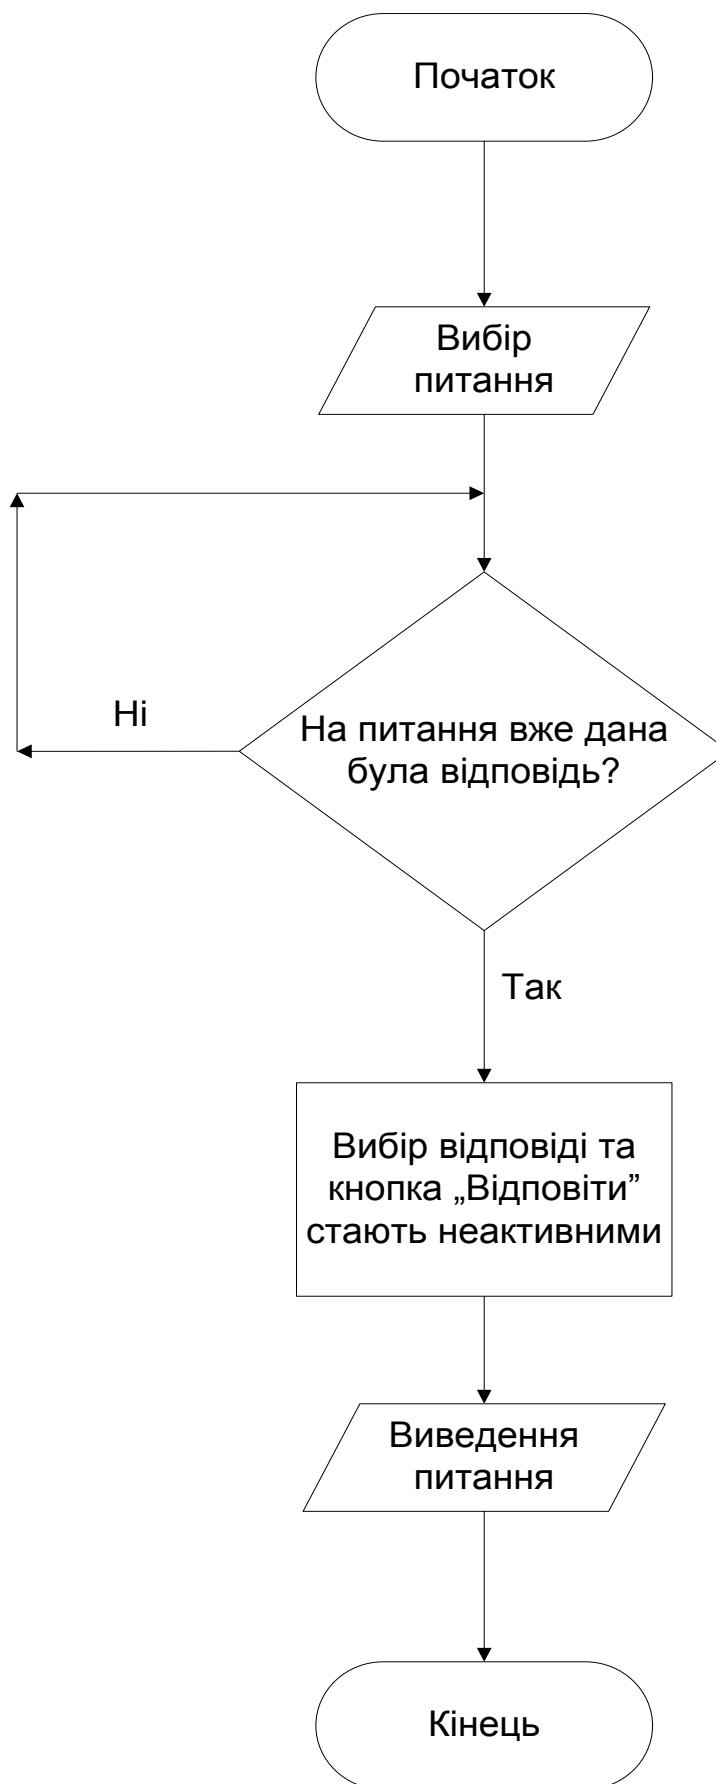 Початок
Вибір
питання
Ні
На питання вже дана
була відповідь?
Так
Вибір відповіді та
кнопка „Відповіти”
стають неактивними
Виведення
питання
Кінець